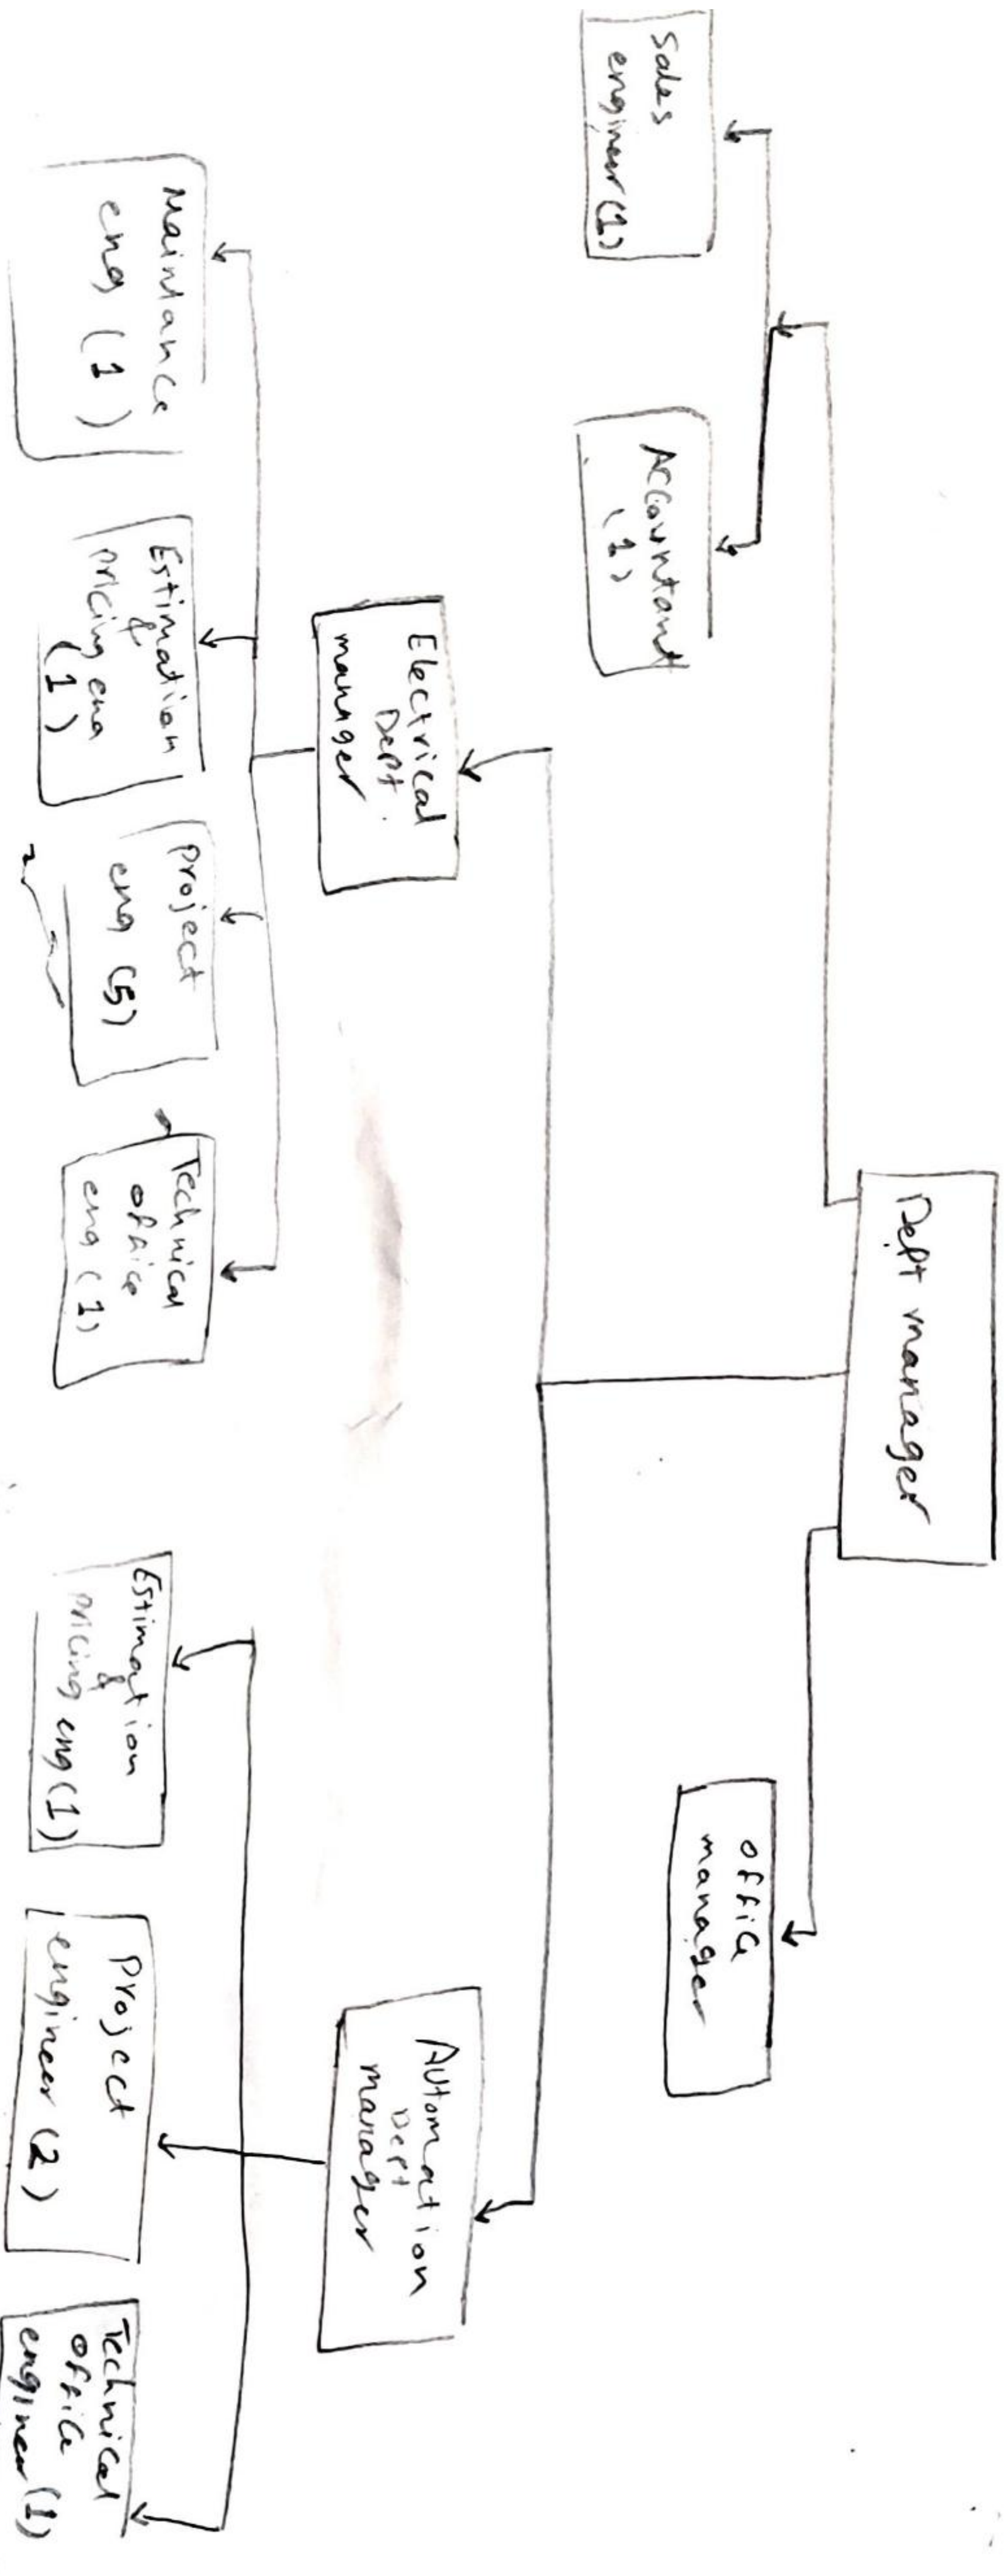 Dept manager
office
manager
Sales
engineer (1)
Accountant
(1)
Electrical
Dept.
manager
Automation
Dept
manager
Maintance
eng (1)
Estimation
&
pricing eng
(1)
Project
eng (5)
Technical
office
eng (1)
Estimation
&
pricing eng (1)
Project
engineer (2)
Technical
office
engineer (1)